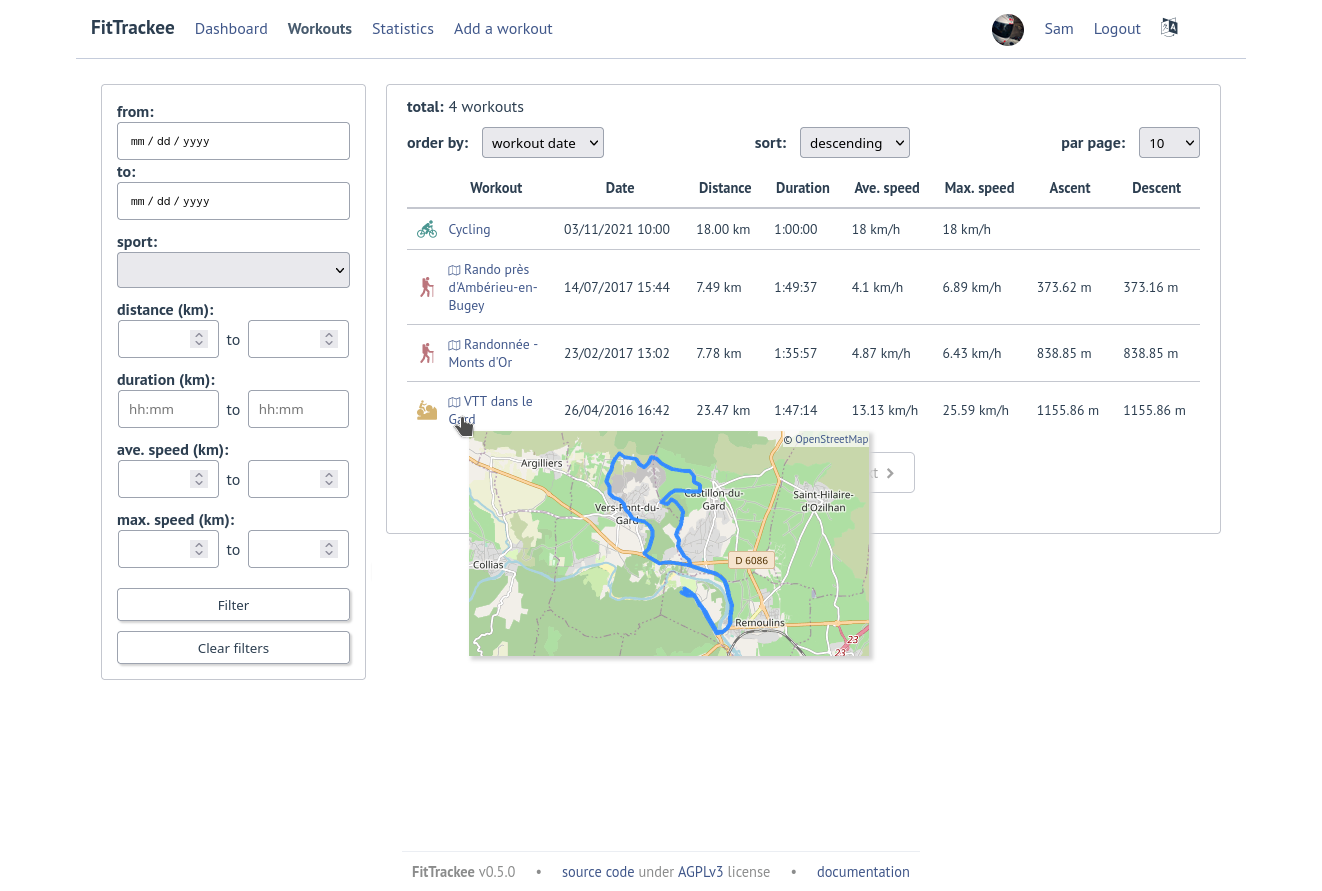 FitTrackee Dashboard Workouts Statistics Add a workout Sam Logout
from:
mm / dd / yyyy
to:
mm / dd / yyyy
sport:
distance (km):
to
duration (km):
hh:mm to hh:mm
ave. speed (km):
to
max. speed (km):
to
Filter
Clear filters
total: 4 workouts
order by: workout date sort: descending par page: 10
Workout Date Distance Duration Ave. speed Max. speed Ascent Descent
Cycling 03/11/2021 10:00 18.00 km 1:00:00 18 km/h 18 km/h
Rando près
d'Ambérieu-en-
Bugey
14/07/2017 15:44 7.49 km 1:49:37 4.1 km/h 6.89 km/h 373.62 m 373.16 m
Randonnée -
Monts d'Or
23/02/2017 13:02 7.78 km 1:35:57 4.87 km/h 6.43 km/h 838.85 m 838.85 m
VTT dans le
Gard
26/04/2016 16:42 23.47 km 1:47:14 13.13 km/h 25.59 km/h 1155.86 m 1155.86 m
© OpenStreetMap
Argilliers
Castillon-du-
Gard
Saint-Hilaire-
d'Ozilhan
Vers-Pont-du-
Gard
Collias
D 6086
Remoulins
23
23
FitTrackee v0.5.0 • source code under AGPLv3 license • documentation